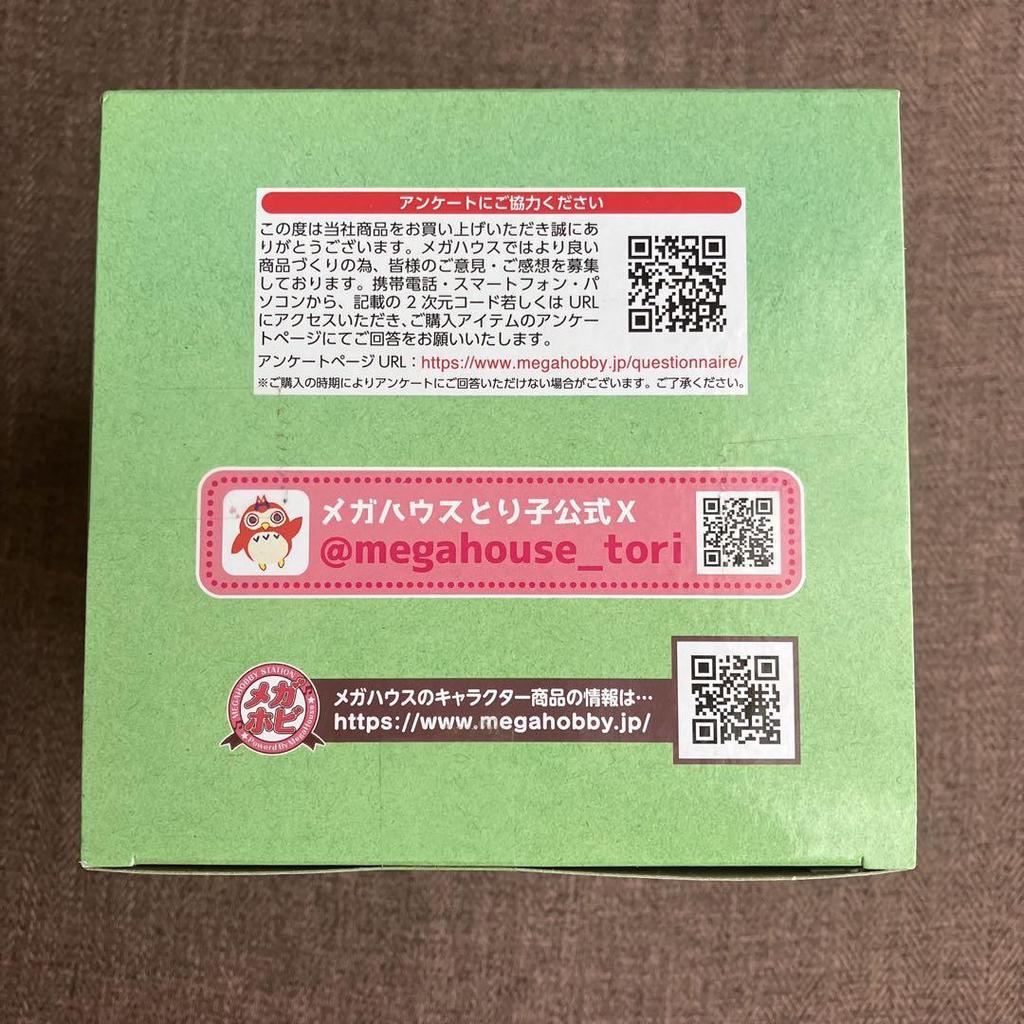 アンケートにご協力ください
この度は当社商品をお買い上げいただき誠にあ
りがとうございます。メガハウスではより良い
商品づくりの為、皆様のご意見・ご感想を募集
しております。携帯電話・スマートフォン・パ
ソコンから、記載の 2 次元コード若しくは URL
にアクセスいただき、ご購入アイテムのアンケー
トページにてご回答をお願いいたします。
アンケートページ URL：https://www.megahobby.jp/questionnaire/
※ご購入の時期によりアンケートにご回答いただけない場合がございます。ご了承ください。
メガハウスとり子公式X
@megahouse_tori
MEGAHOBBY STATION
メガ
ホビ
Powerd By MegaHouse
メガハウスのキャラクター商品の情報は…
https://www.megahobby.jp/